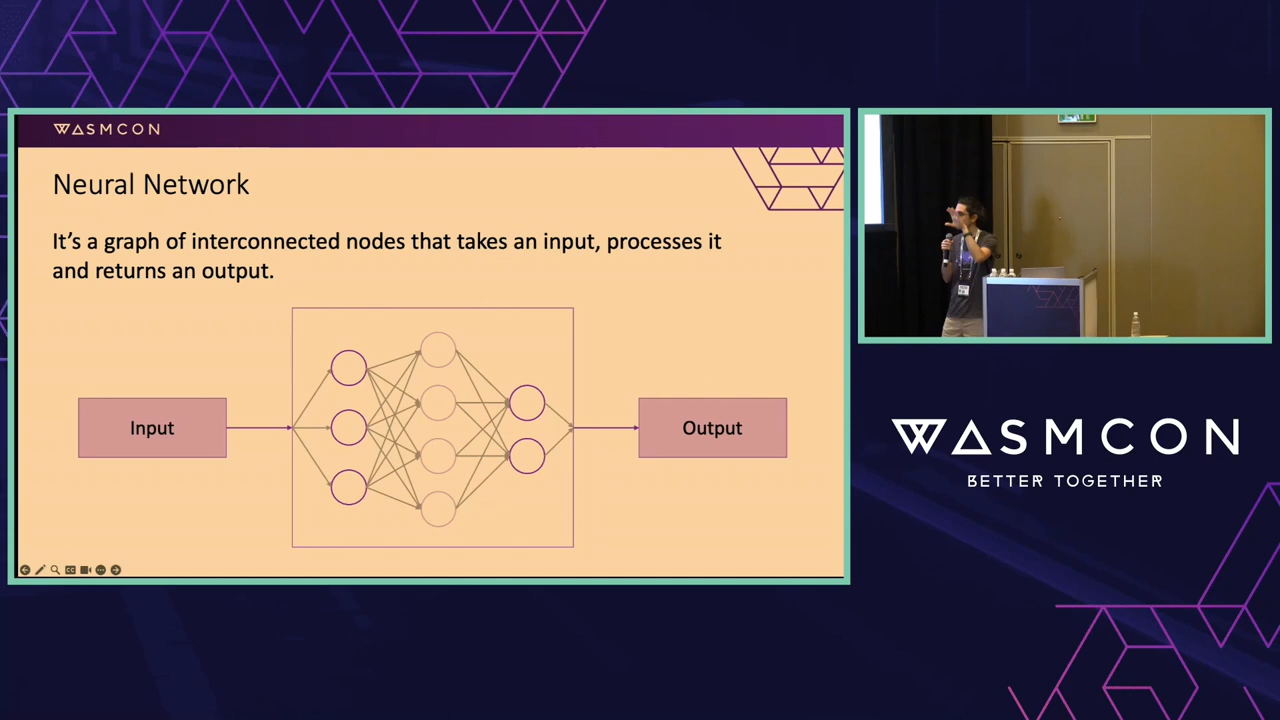 WASMCON
Neural Network
It's a graph of interconnected nodes that takes an input, processes it
and returns an output.
Input
Output
WASMCON
BETTER TOGETHER